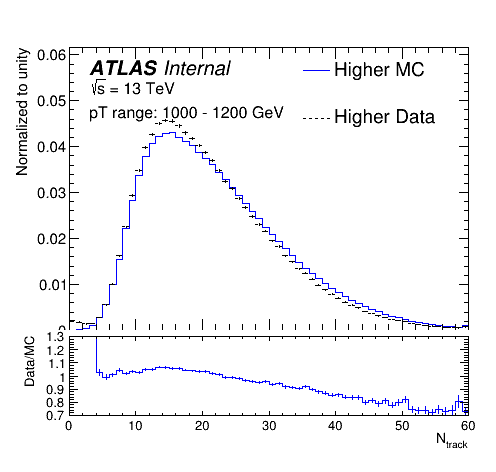 ATLAS Internal
√s = 13 TeV
pT range: 1000 - 1200 GeV
Higher MC
Higher Data
Normalized to unity
0.06
0.05
0.04
0.03
0.02
0.01
0
Data/MC
1.3
1.2
1.1
1
0.9
0.8
0.7
0 10 20 30 40 50 60
N_track